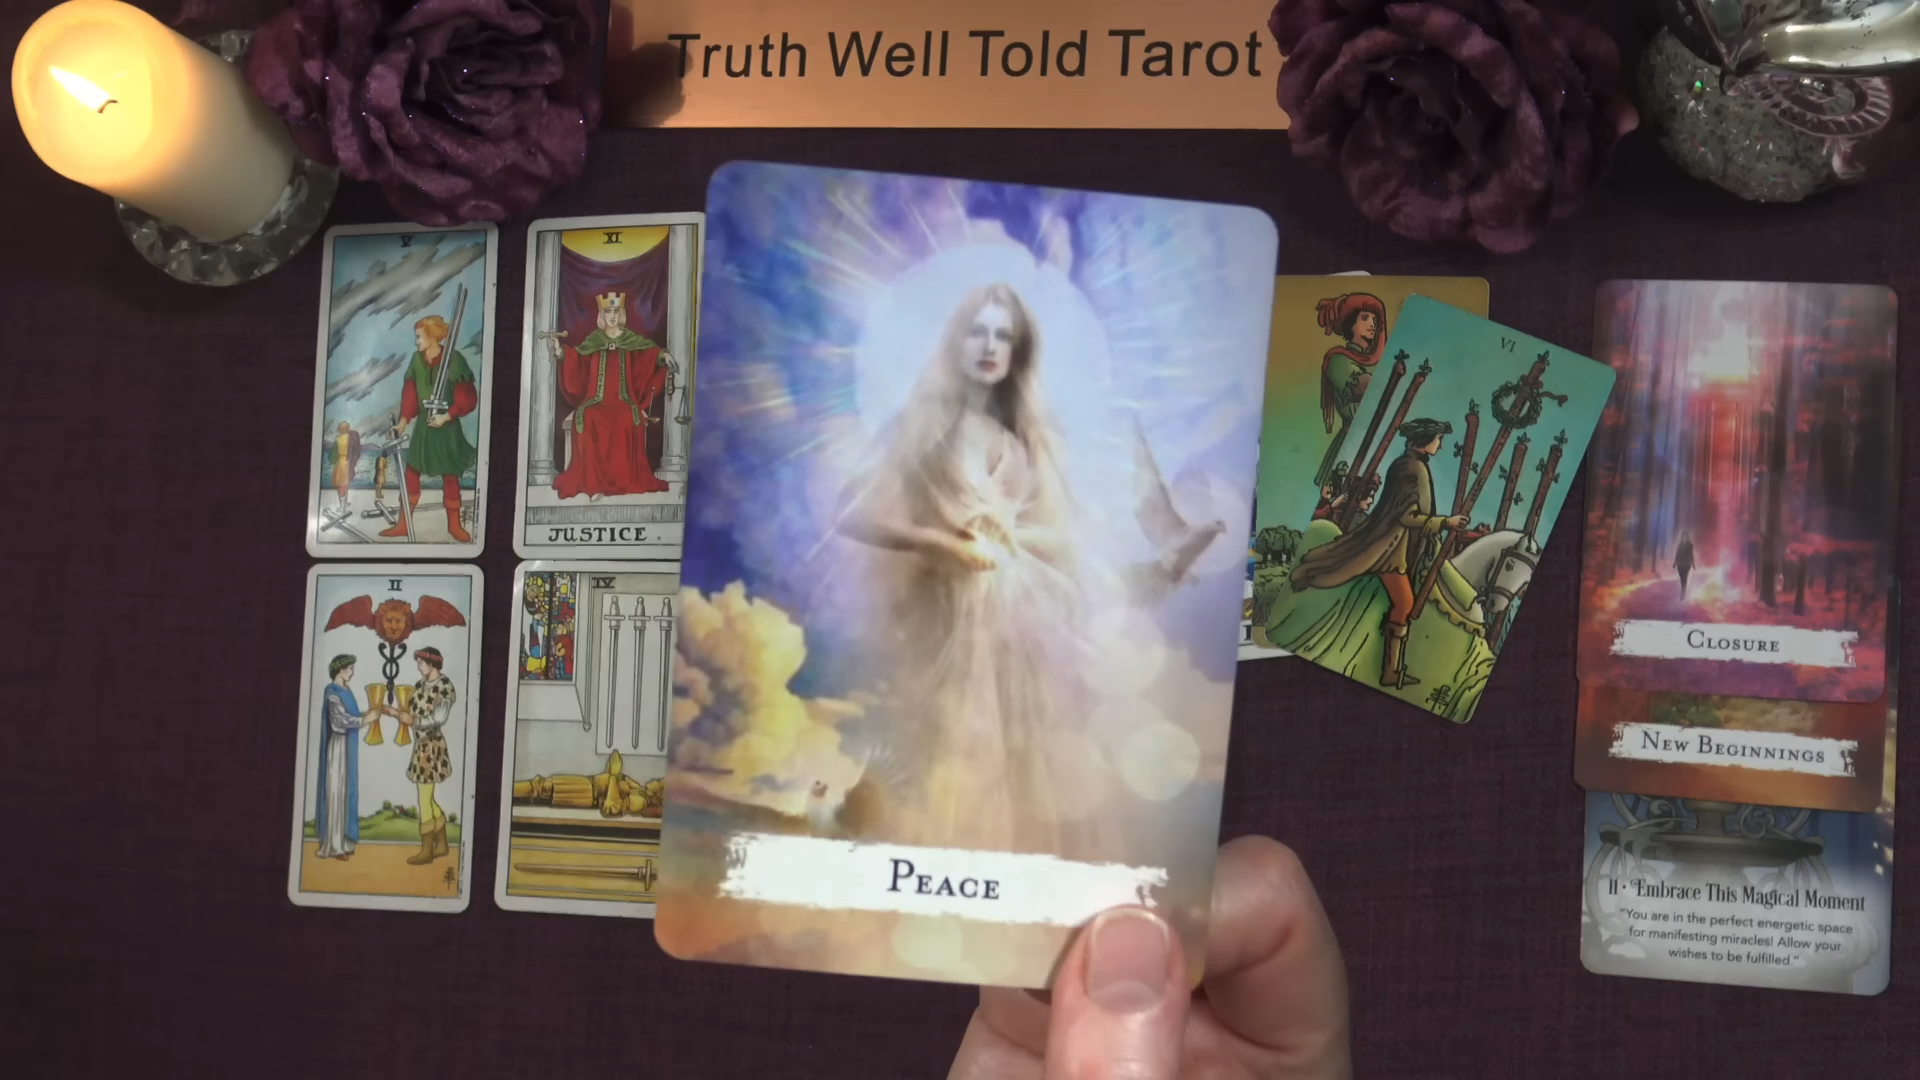 Truth Well Told Tarot
V
XI
JUSTICE.
II
IV
PEACE
VI
CLOSURE
NEW BEGINNINGS
11 • Embrace This Magical Moment
"You are in the perfect energetic space
for manifesting miracles! Allow your
wishes to be fulfilled."